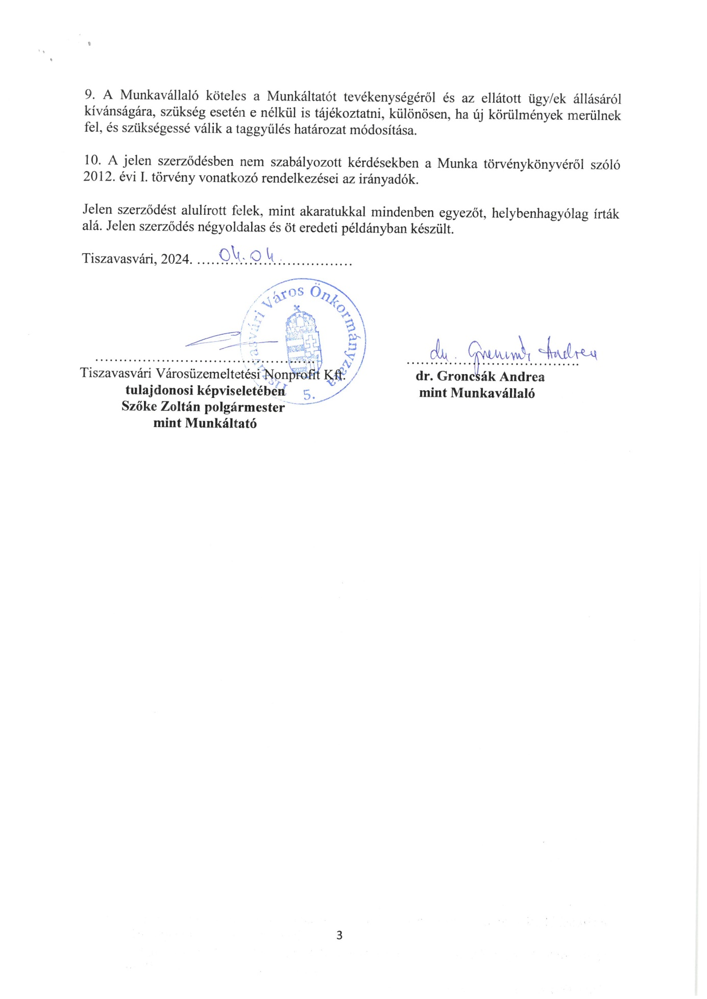 9. A Munkavállaló köteles a Munkáltatót tevékenységéről és az ellátott ügy/ek állásáról
kívánságára, szükség esetén e nélkül is tájékoztatni, különösen, ha új körülmények merülnek
fel, és szükségessé válik a taggyűlés határozat módosítása.
10. A jelen szerződésben nem szabályozott kérdésekben a Munka törvénykönyvéről szóló
2012. évi I. törvény vonatkozó rendelkezései az irányadók.
Jelen szerződést alulírott felek, mint akaratukkal mindenben egyezőt, helybenhagyólag írták
alá. Jelen szerződés négyoldalas és öt eredeti példányban készült.
Tiszavasvári, 2024. 04.04.
Tiszavasvári Város Önkormányzata
5.
dr. Groncsák Andrea
Tiszavasvári Városüzemeltetési Nonprofit Kft.
tulajdonosi képviseletében
Szőke Zoltán polgármester
mint Munkáltató
dr. Groncsák Andrea
mint Munkavállaló
3